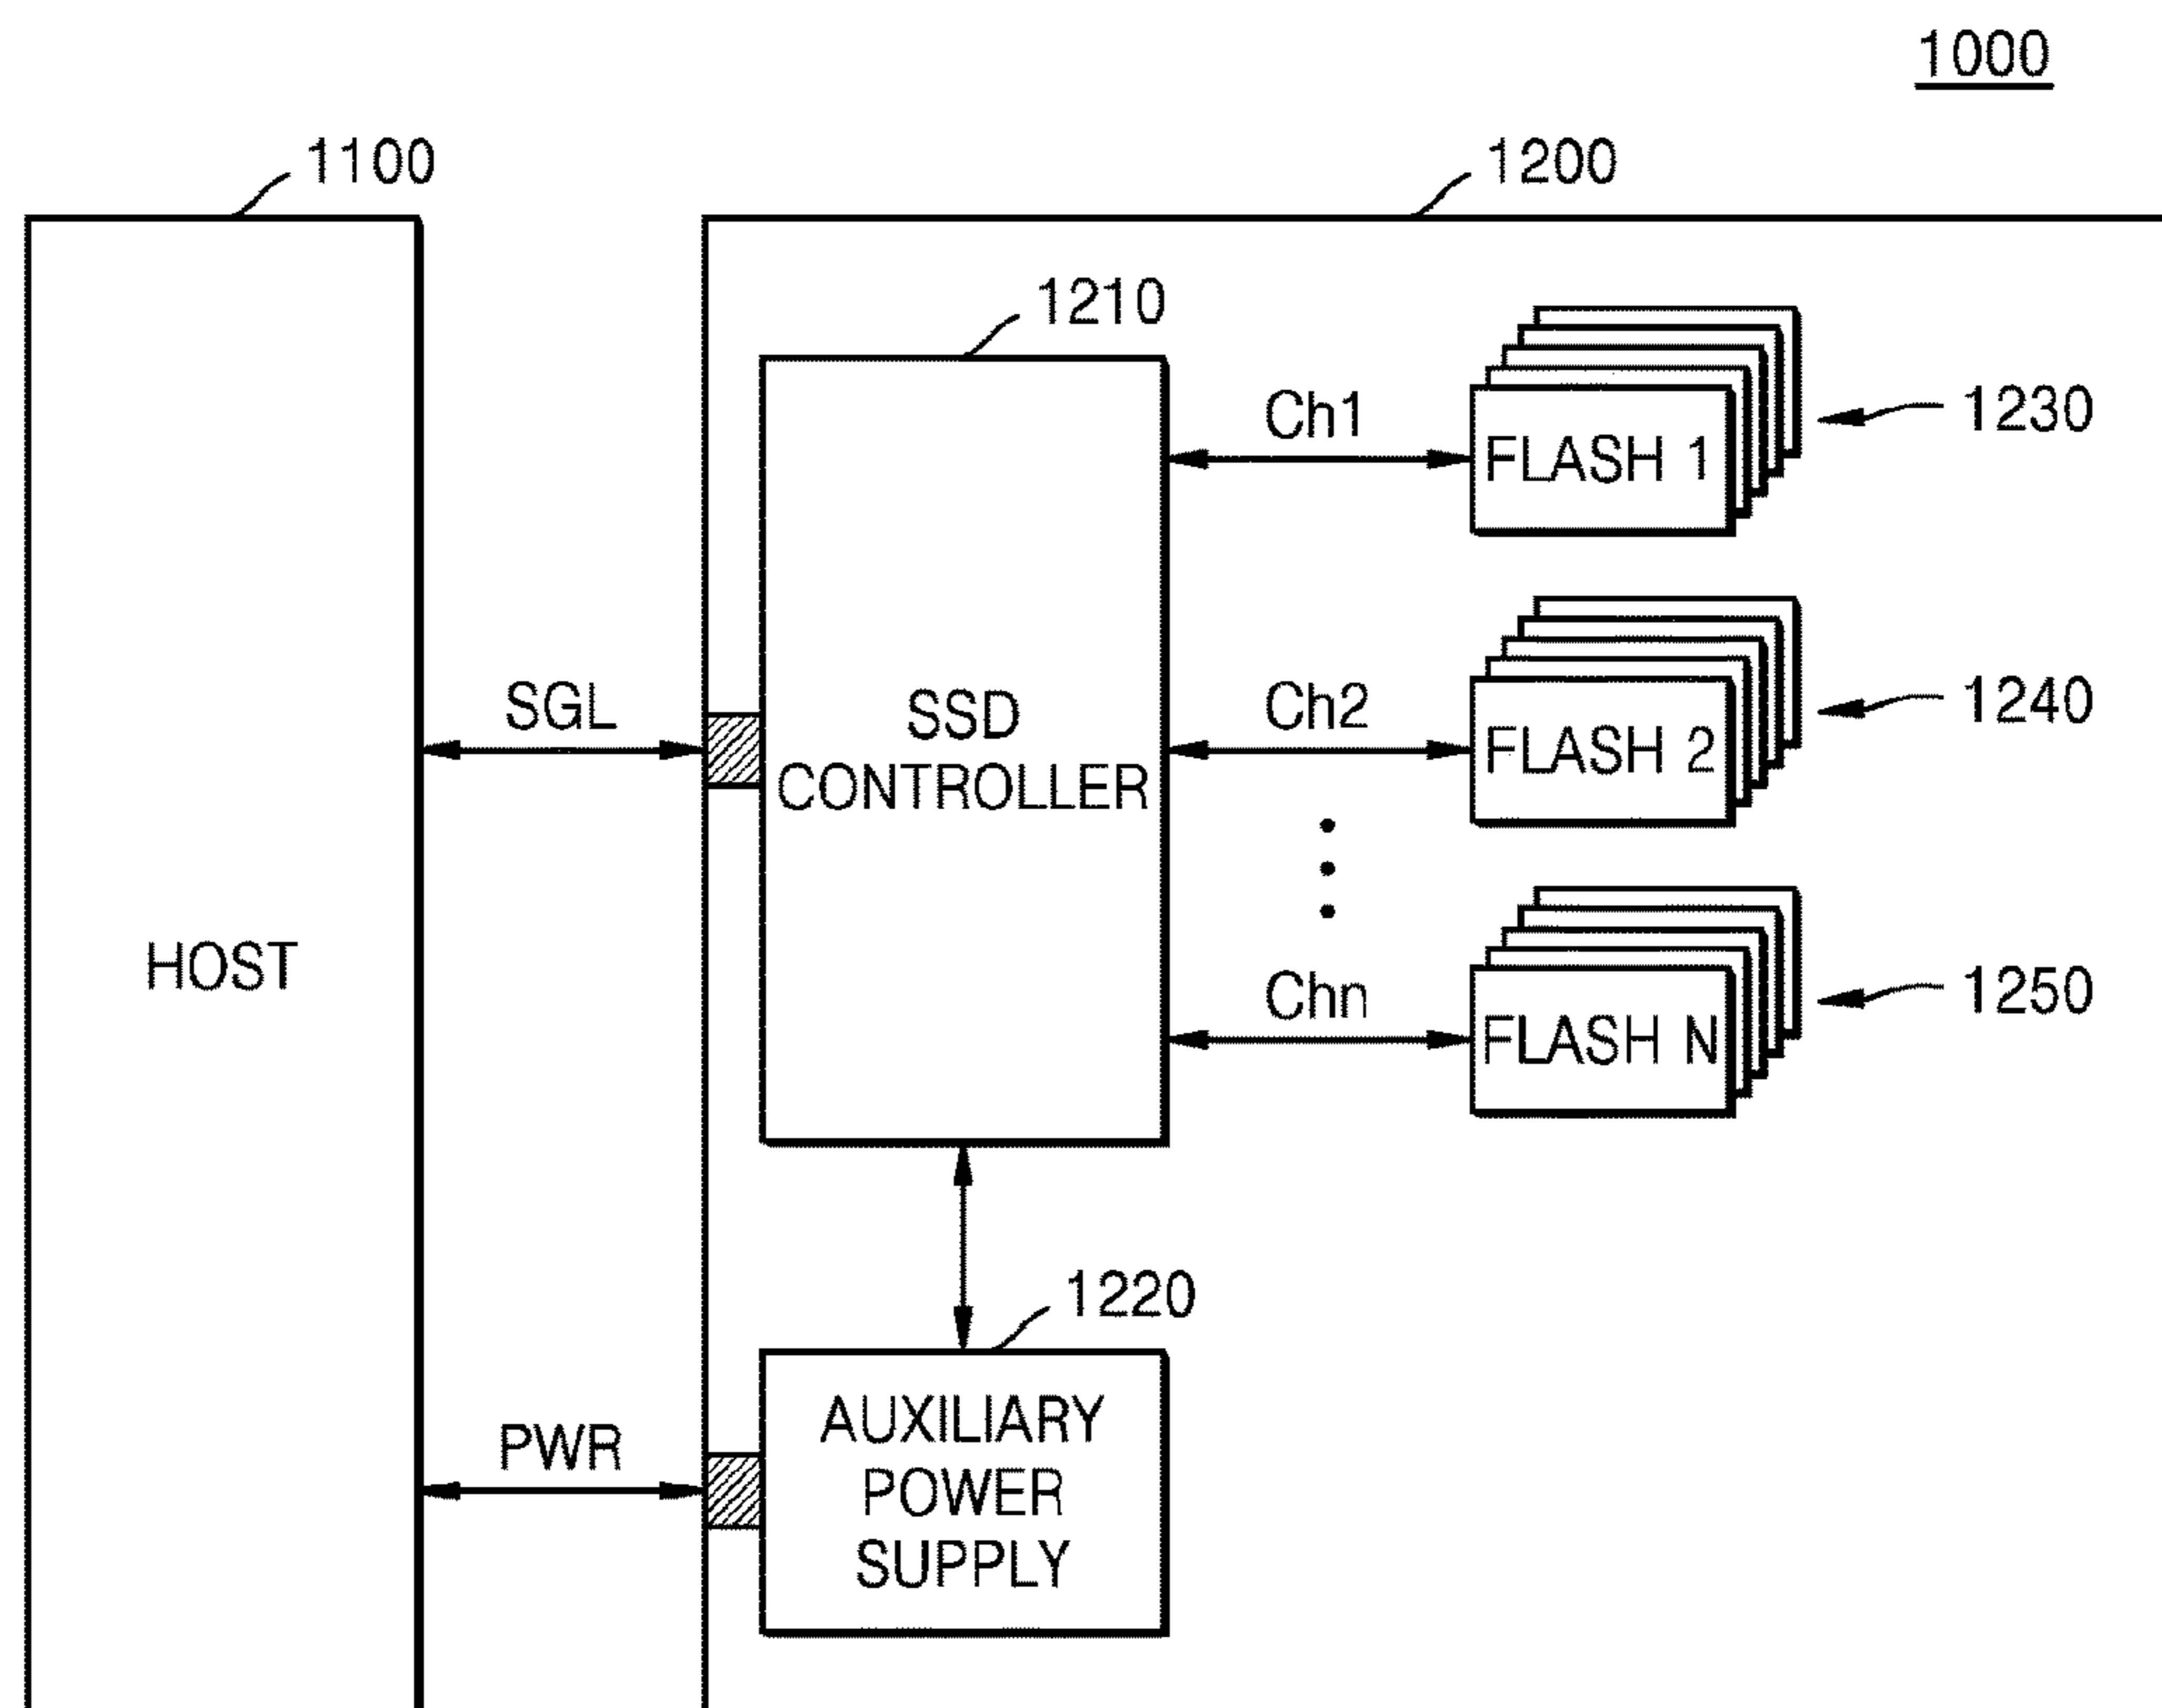 1000
1100
1200
1210
Ch1
FLASH 1
1230
SGL
SSD
CONTROLLER
Ch2
FLASH 2
1240
HOST
Chn
FLASH N
1250
1220
PWR
AUXILIARY
POWER
SUPPLY